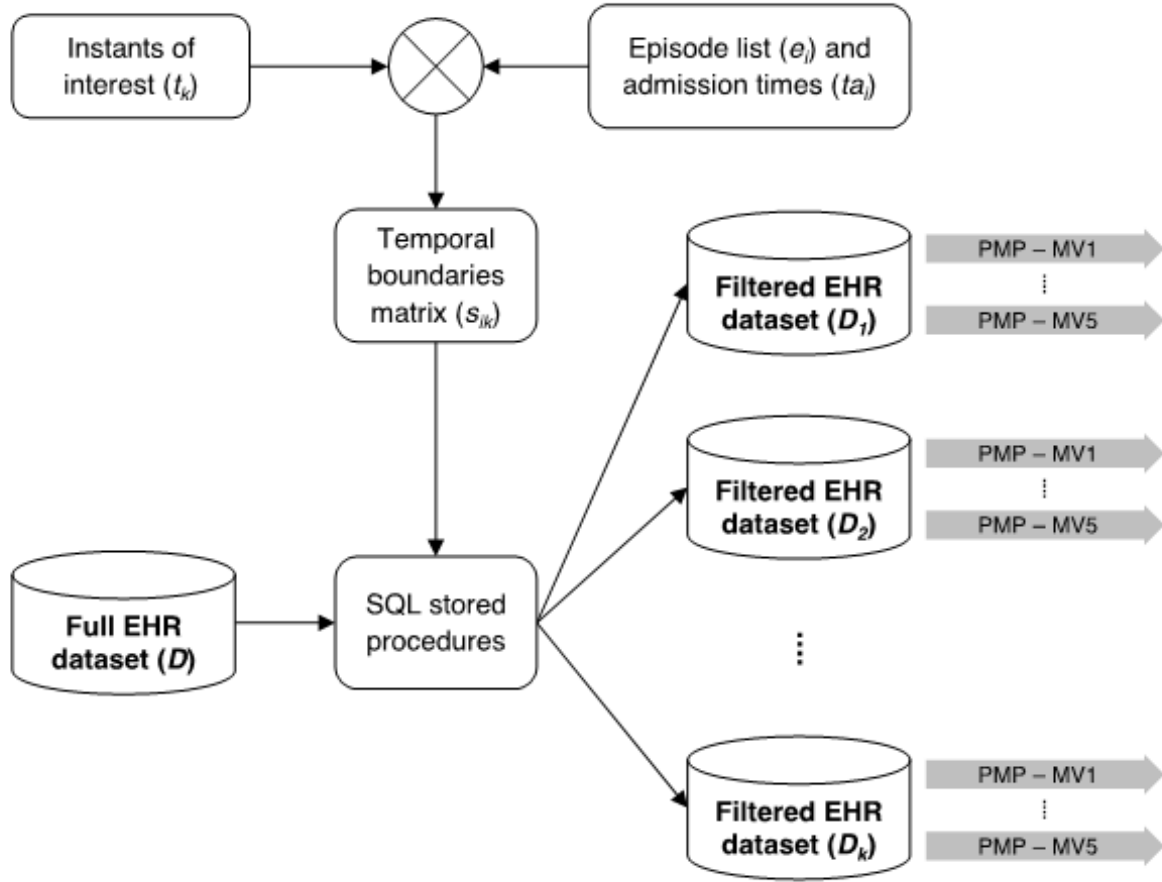 Instants of
interest (tk)
Episode list (ei) and
admission times (tai)
Temporal
boundaries
matrix (sik)
Filtered EHR
dataset (D1)
PMP – MV1
PMP – MV5
Filtered EHR
dataset (D2)
PMP – MV1
PMP – MV5
Full EHR
dataset (D)
SQL stored
procedures
Filtered EHR
dataset (Dk)
PMP – MV1
PMP – MV5